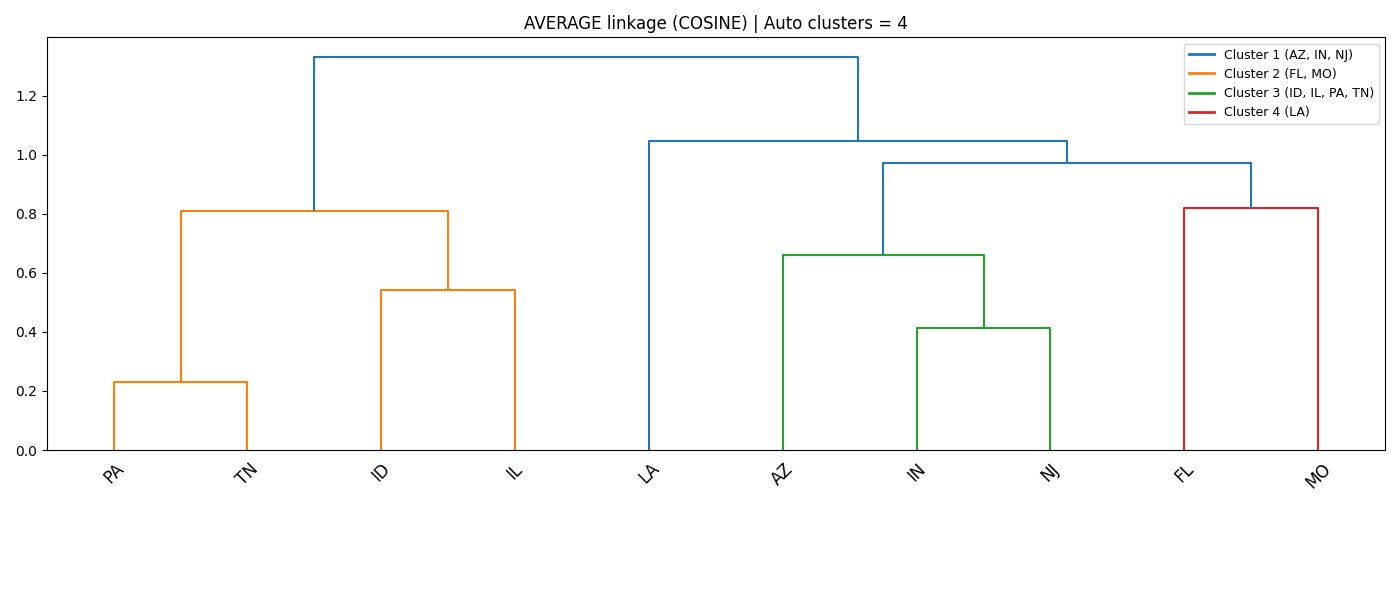 AVERAGE linkage (COSINE) | Auto clusters = 4
Cluster 1 (AZ, IN, NJ)
Cluster 2 (FL, MO)
Cluster 3 (ID, IL, PA, TN)
Cluster 4 (LA)
1.2
1.0
0.8
0.6
0.4
0.2
0.0
PA TN ID IL LA AZ IN NJ FL MO